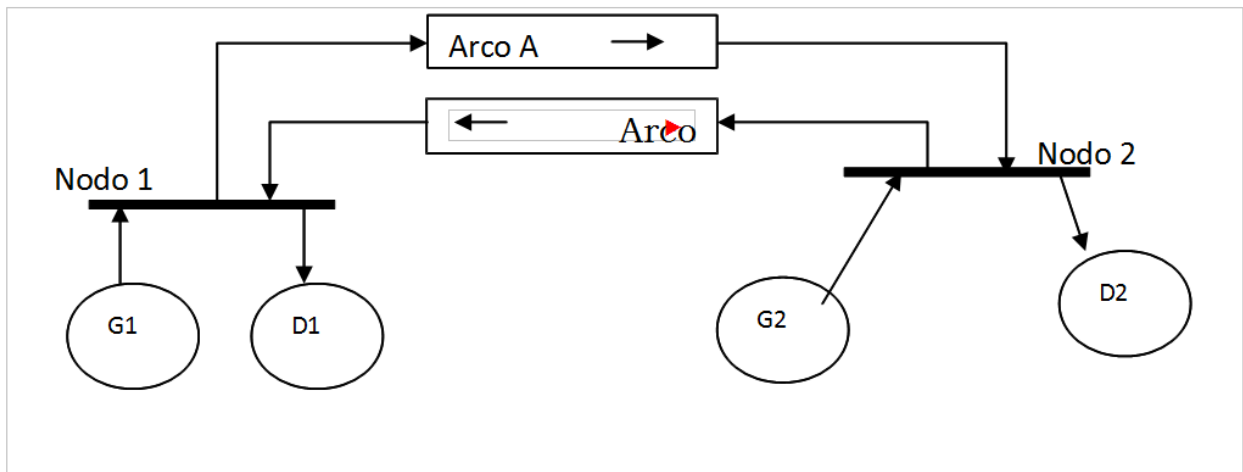 Arco A
Arco
Nodo 1
Nodo 2
G1
D1
G2
D2